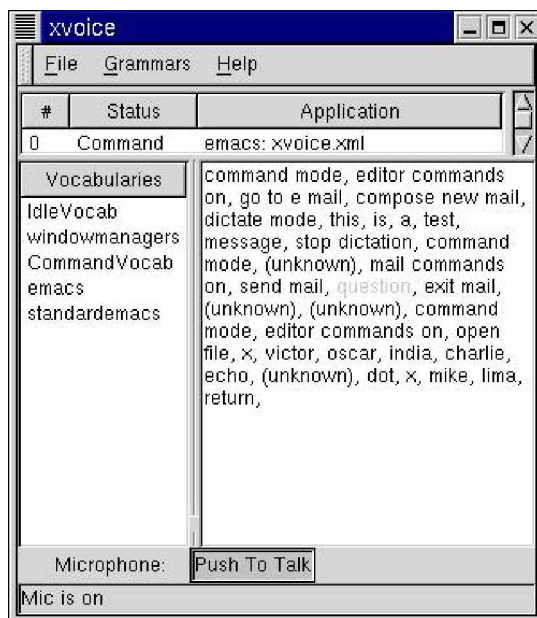 xvoice
File Grammars Help
# Status Application
0 Command emacs: xvoice.xml
Vocabularies
IdleVocab
windowmanagers
CommandVocab
emacs
standardemacs
command mode, editor commands
on, go to e mail, compose new mail,
dictate mode, this, is, a, test,
message, stop dictation, command
mode, (unknown), mail commands
on, send mail, question, exit mail,
(unknown), (unknown), command
mode, editor commands on, open
file, x, victor, oscar, india, charlie,
echo, (unknown), dot, x, mike, lima,
return,
Microphone: Push To Talk
Mic is on